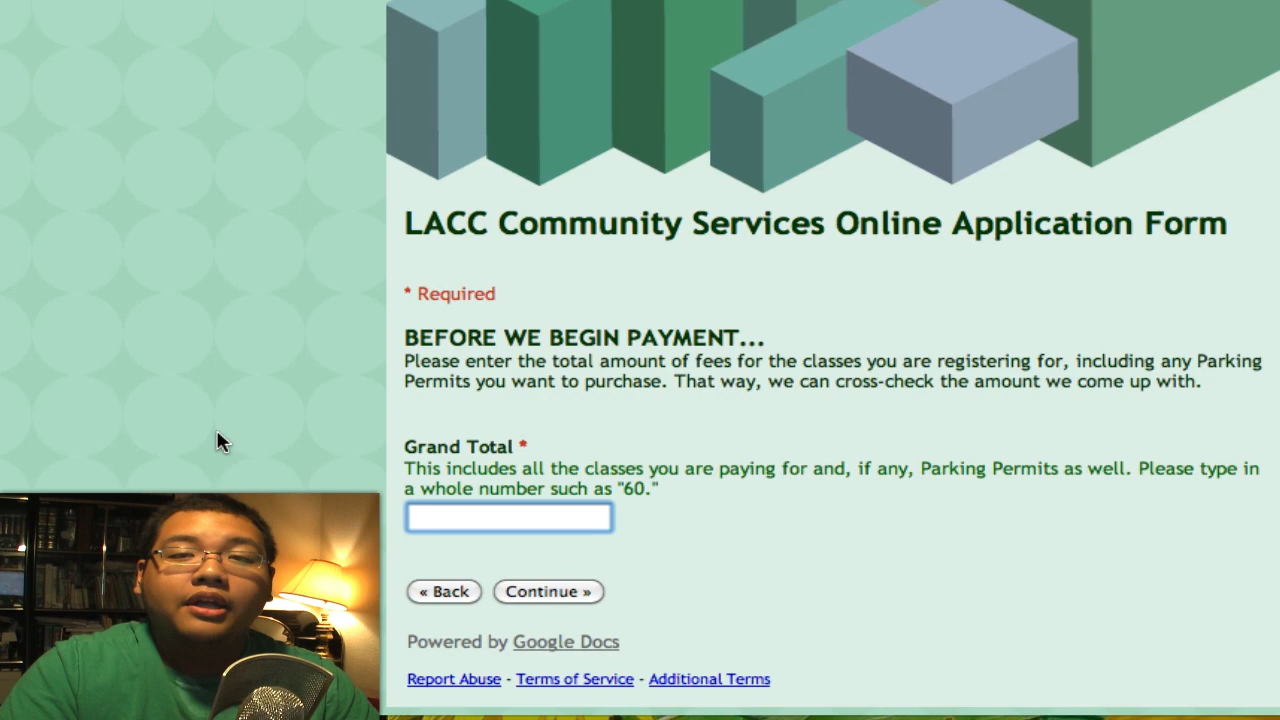 LACC Community Services Online Application Form
* Required
BEFORE WE BEGIN PAYMENT...
Please enter the total amount of fees for the classes you are registering for, including any Parking
Permits you want to purchase. That way, we can cross-check the amount we come up with.
Grand Total *
This includes all the classes you are paying for and, if any, Parking Permits as well. Please type in
a whole number such as "60."
« Back Continue »
Powered by Google Docs
Report Abuse - Terms of Service - Additional Terms